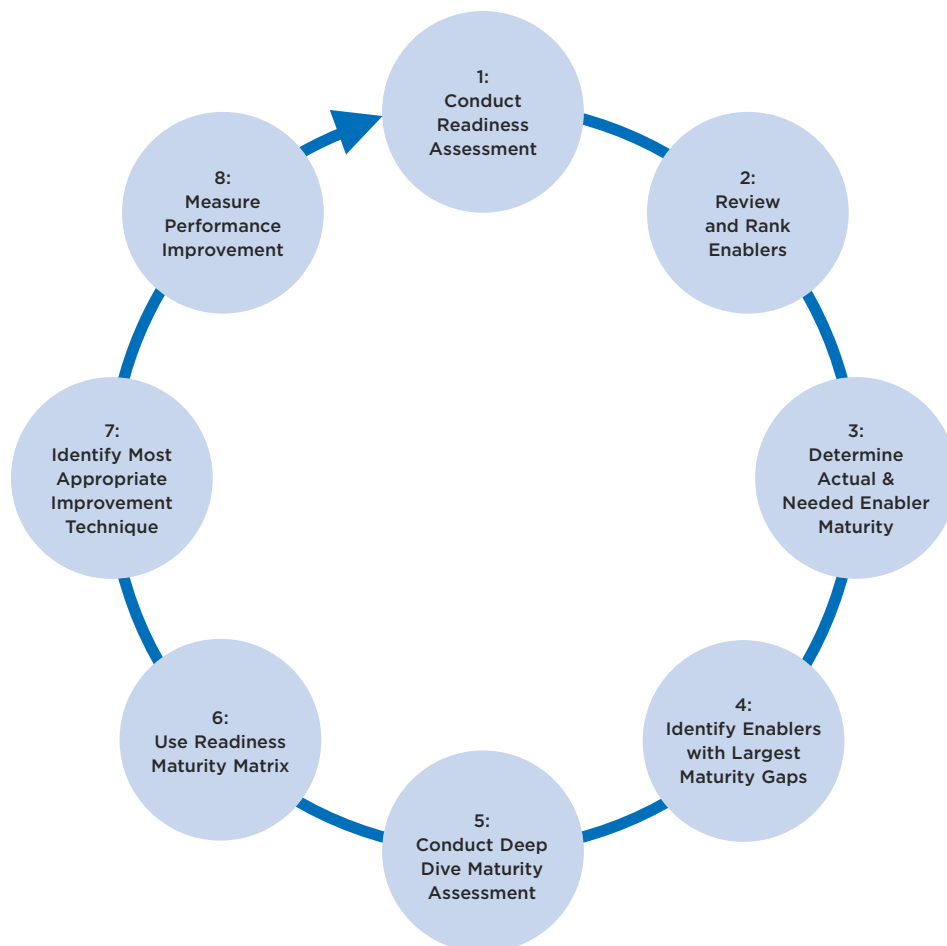 1:
Conduct
Readiness
Assessment
2:
Review
and Rank
Enablers
3:
Determine
Actual &
Needed Enabler
Maturity
4:
Identify Enablers
with Largest
Maturity Gaps
5:
Conduct Deep
Dive Maturity
Assessment
6:
Use Readiness
Maturity Matrix
7:
Identify Most
Appropriate
Improvement
Technique
8:
Measure
Performance
Improvement